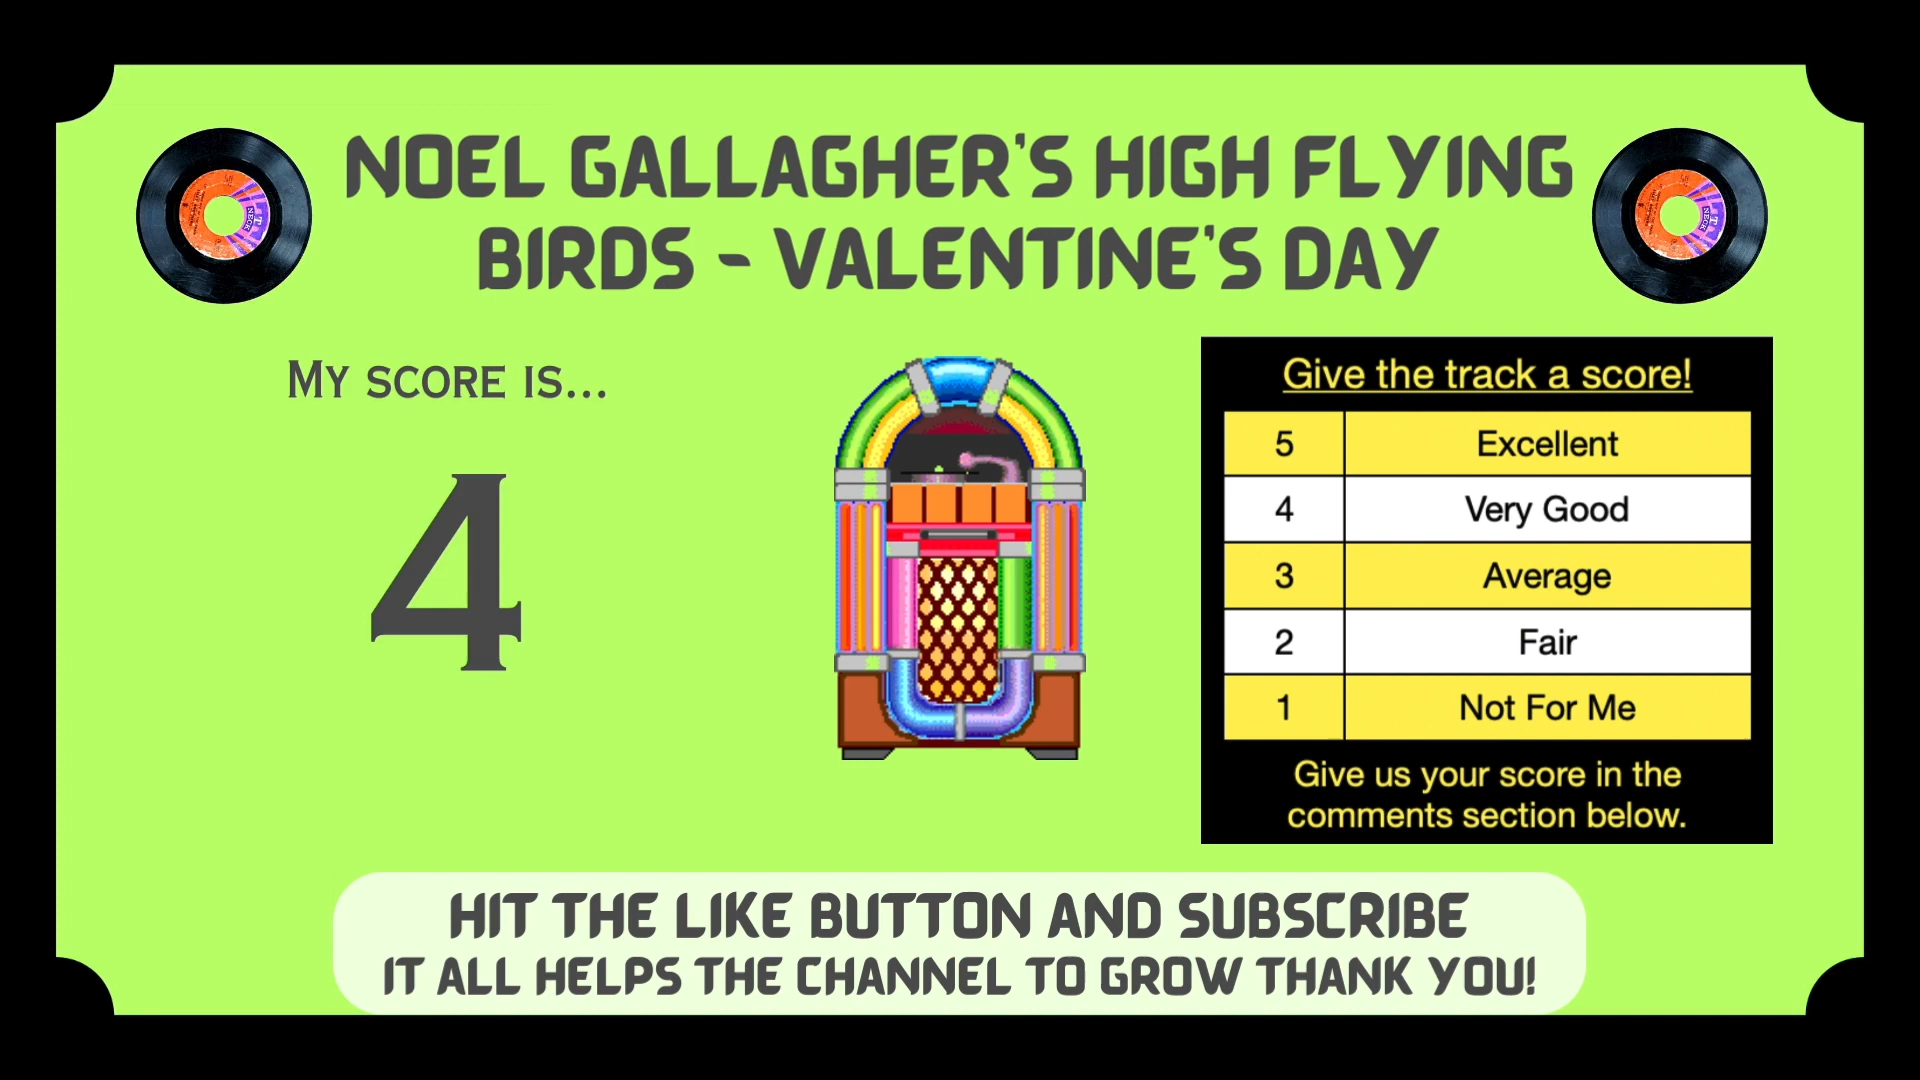 NOEL GALLAGHER'S HIGH FLYING
BIRDS - VALENTINE'S DAY
MY SCORE IS...
4
Give the track a score!
5 Excellent
4 Very Good
3 Average
2 Fair
1 Not For Me
Give us your score in the
comments section below.
HIT THE LIKE BUTTON AND SUBSCRIBE
IT ALL HELPS THE CHANNEL TO GROW THANK YOU!